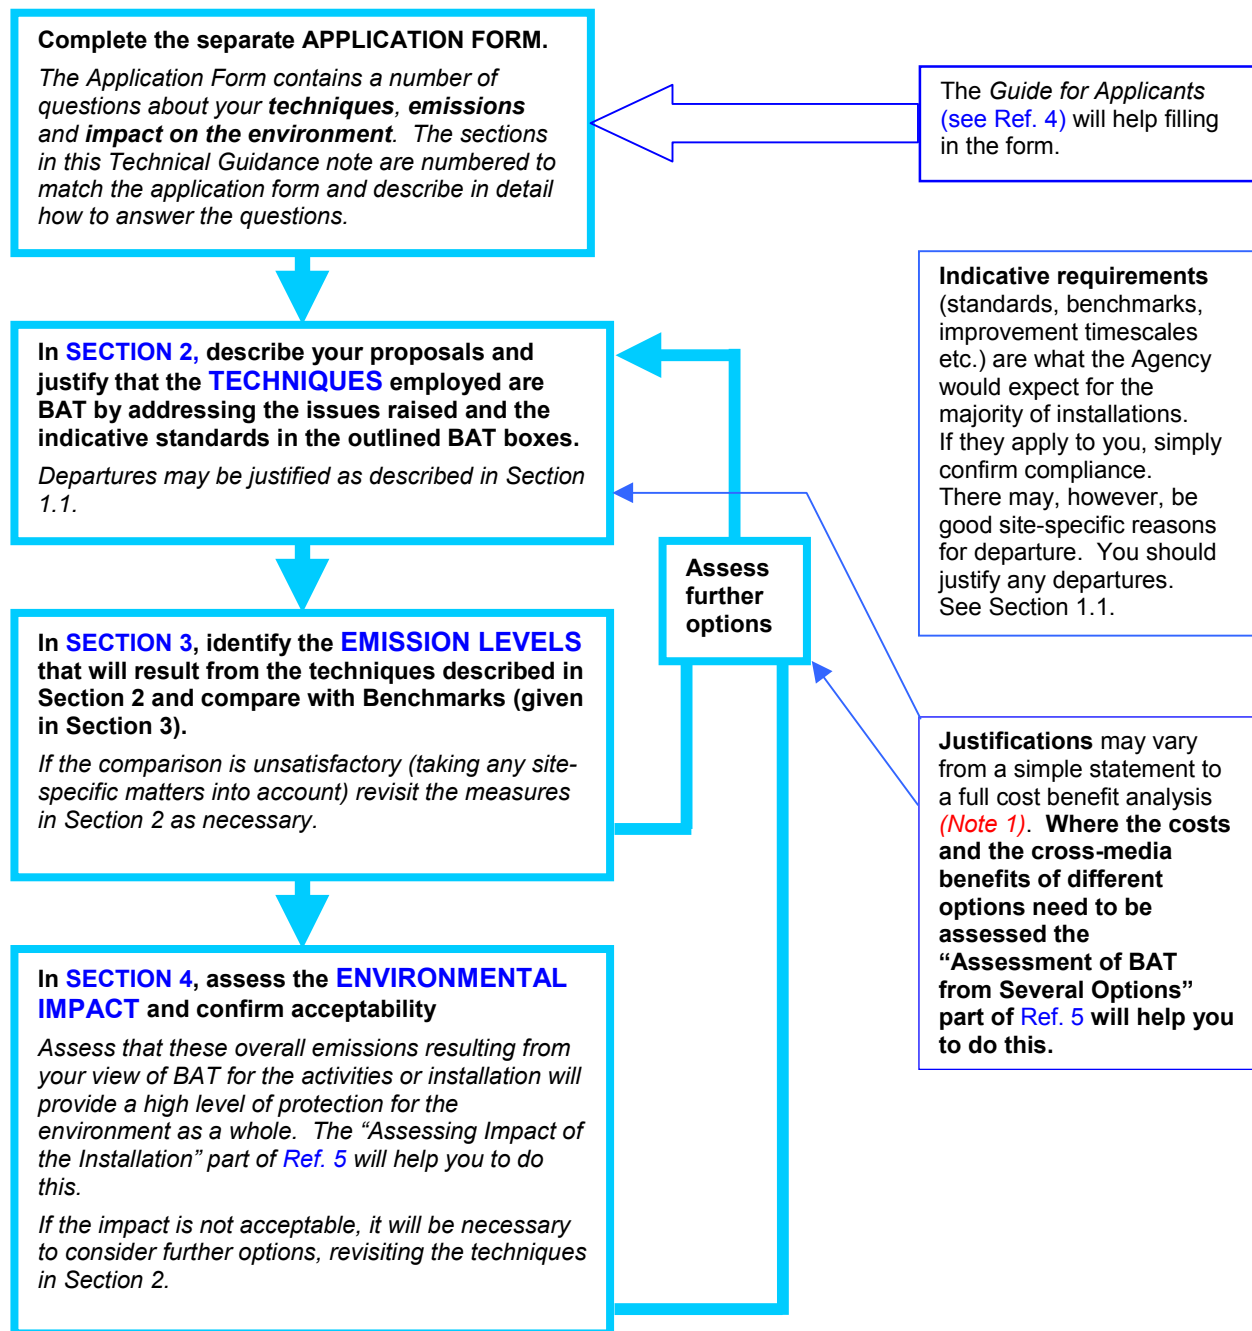 Complete the separate APPLICATION FORM.
The Application Form contains a number of
questions about your techniques, emissions
and impact on the environment.  The sections
in this Technical Guidance note are numbered to
match the application form and describe in detail
how to answer the questions.
The Guide for Applicants
(see Ref. 4) will help filling
in the form.
Indicative requirements
(standards, benchmarks,
improvement timescales
etc.) are what the Agency
would expect for the
majority of installations.
If they apply to you, simply
confirm compliance.
There may, however, be
good site-specific reasons
for departure.  You should
justify any departures.
See Section 1.1.
In SECTION 2, describe your proposals and
justify that the TECHNIQUES employed are
BAT by addressing the issues raised and the
indicative standards in the outlined BAT boxes.
Departures may be justified as described in Section
1.1.
Assess
further
options
In SECTION 3, identify the EMISSION LEVELS
that will result from the techniques described in
Section 2 and compare with Benchmarks (given
in Section 3).
If the comparison is unsatisfactory (taking any site-
specific matters into account) revisit the measures
in Section 2 as necessary.
Justifications may vary
from a simple statement to
a full cost benefit analysis
(Note 1).  Where the costs
and the cross-media
benefits of different
options need to be
assessed the
“Assessment of BAT
from Several Options”
part of Ref. 5 will help you
to do this.
In SECTION 4, assess the ENVIRONMENTAL
IMPACT and confirm acceptability
Assess that these overall emissions resulting from
your view of BAT for the activities or installation will
provide a high level of protection for the
environment as a whole.  The “Assessing Impact of
the Installation” part of Ref. 5 will help you to do
this.
If the impact is not acceptable, it will be necessary
to consider further options, revisiting the techniques
in Section 2.